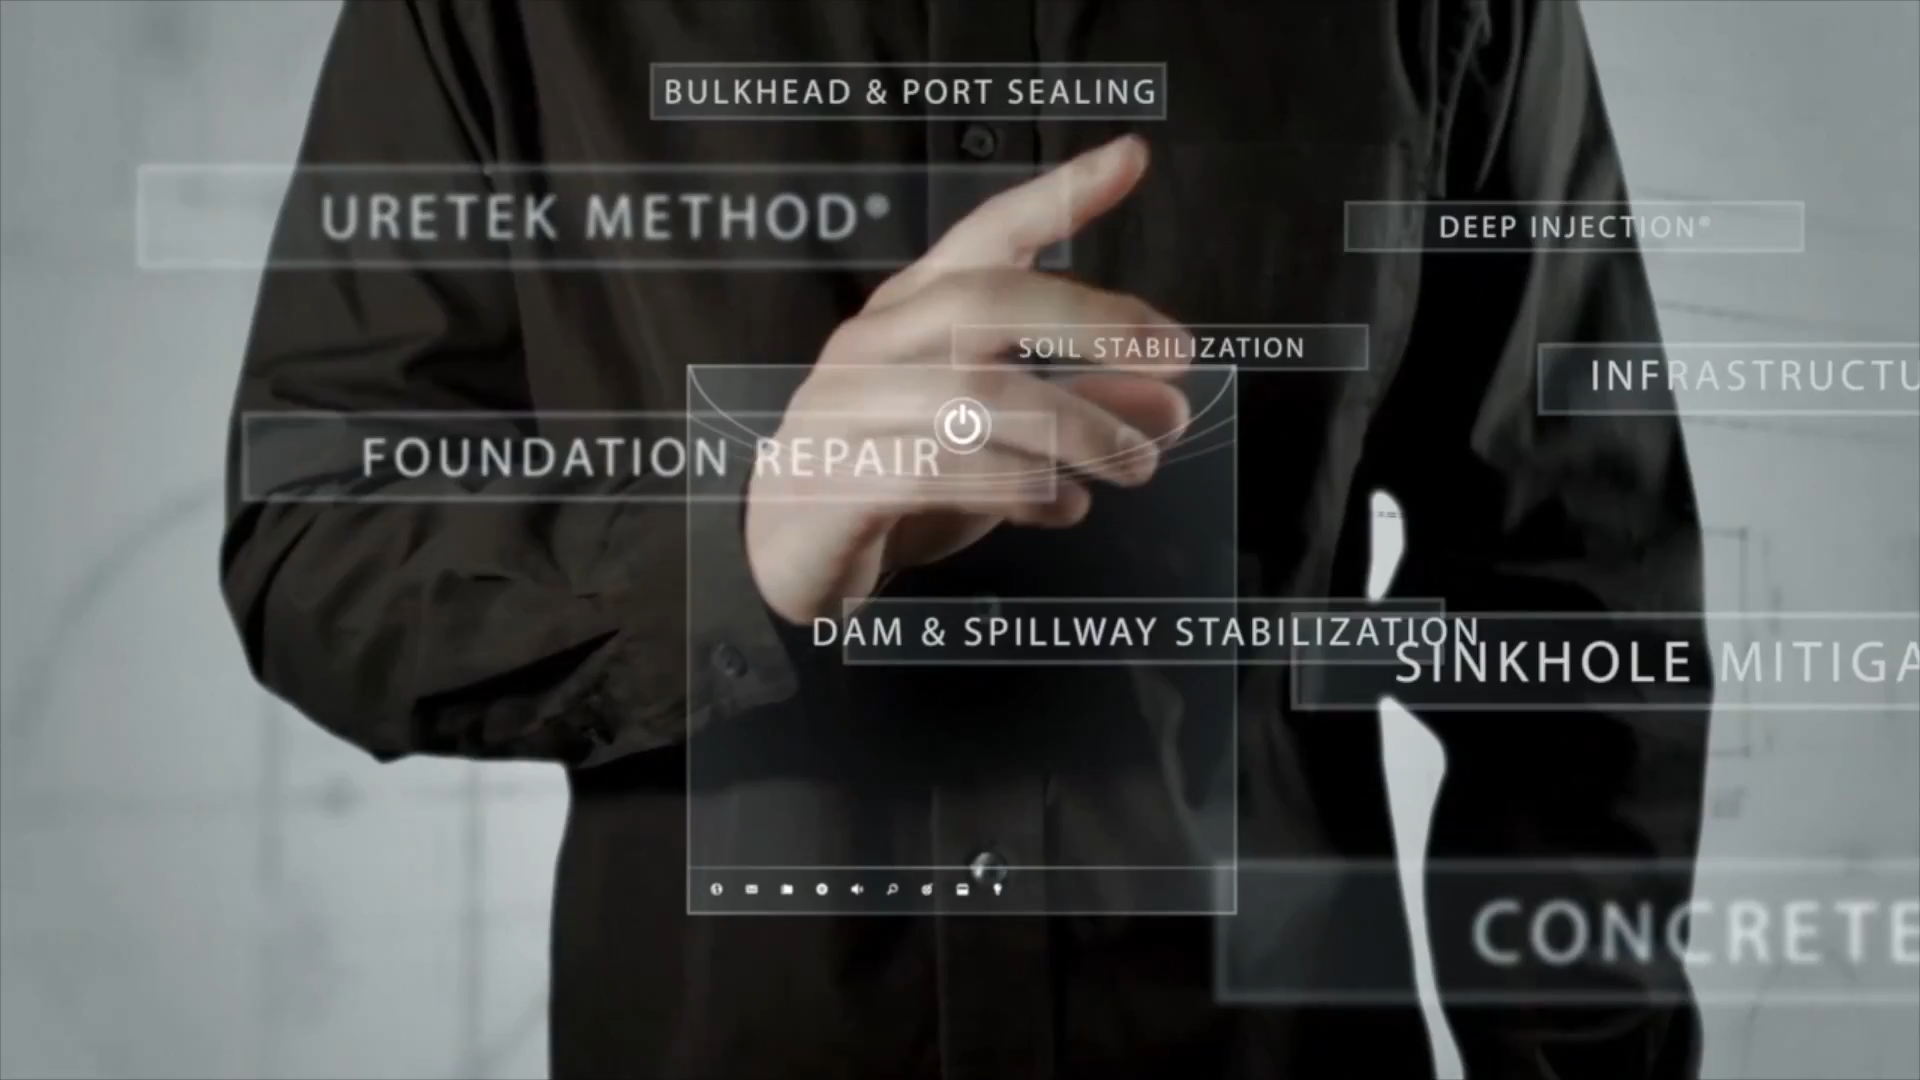 BULKHEAD & PORT SEALING
URETEK METHOD®
DEEP INJECTION®
SOIL STABILIZATION
INFRASTRUCTU
FOUNDATION REPAIR
DAM & SPILLWAY STABILIZATION
SINKHOLE MITIGA
CONCRETE